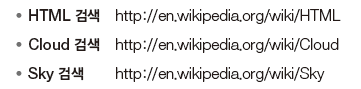 • HTML 검색 http://en.wikipedia.org/wiki/HTML
• Cloud 검색 http://en.wikipedia.org/wiki/Cloud
• Sky 검색 http://en.wikipedia.org/wiki/Sky